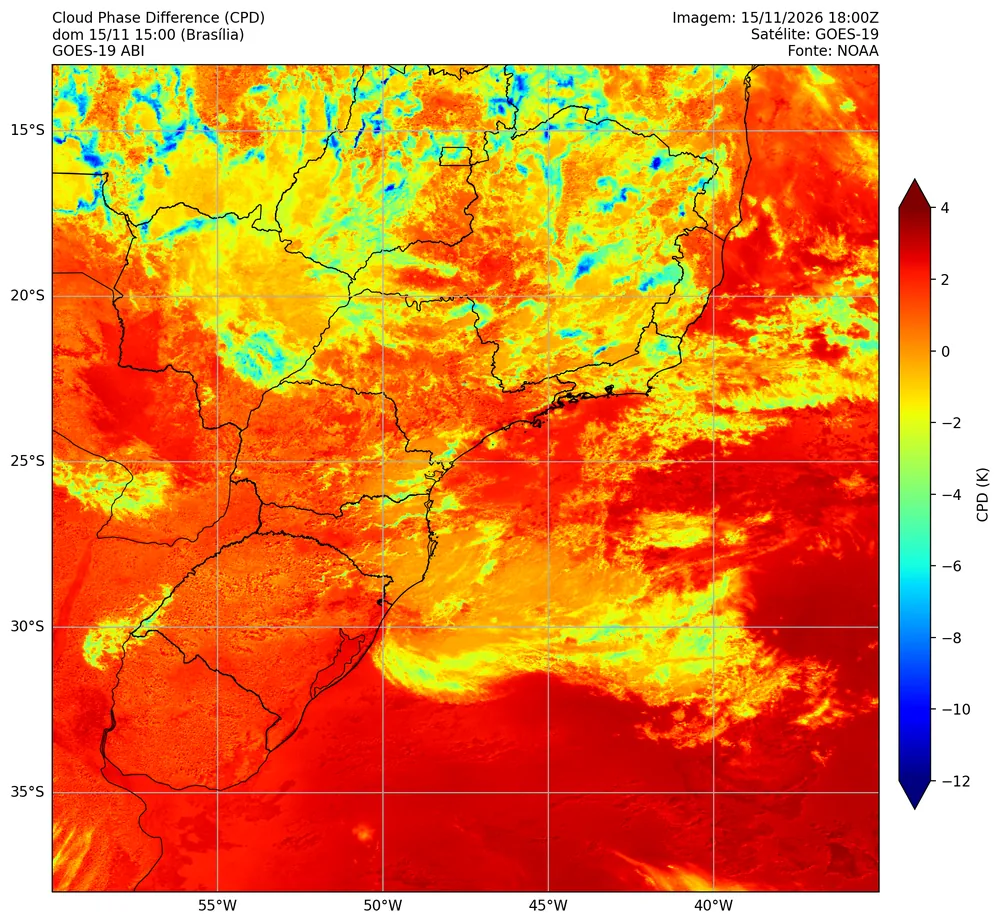 Cloud Phase Difference (CPD)
dom 15/11 15:00 (Brasília)
GOES-19 ABI
Imagem: 15/11/2026 18:00Z
Satélite: GOES-19
Fonte: NOAA
15°S
20°S
25°S
30°S
35°S
55°W
50°W
45°W
40°W
4
2
0
−2
−4
−6
−8
−10
−12
CPD (K)